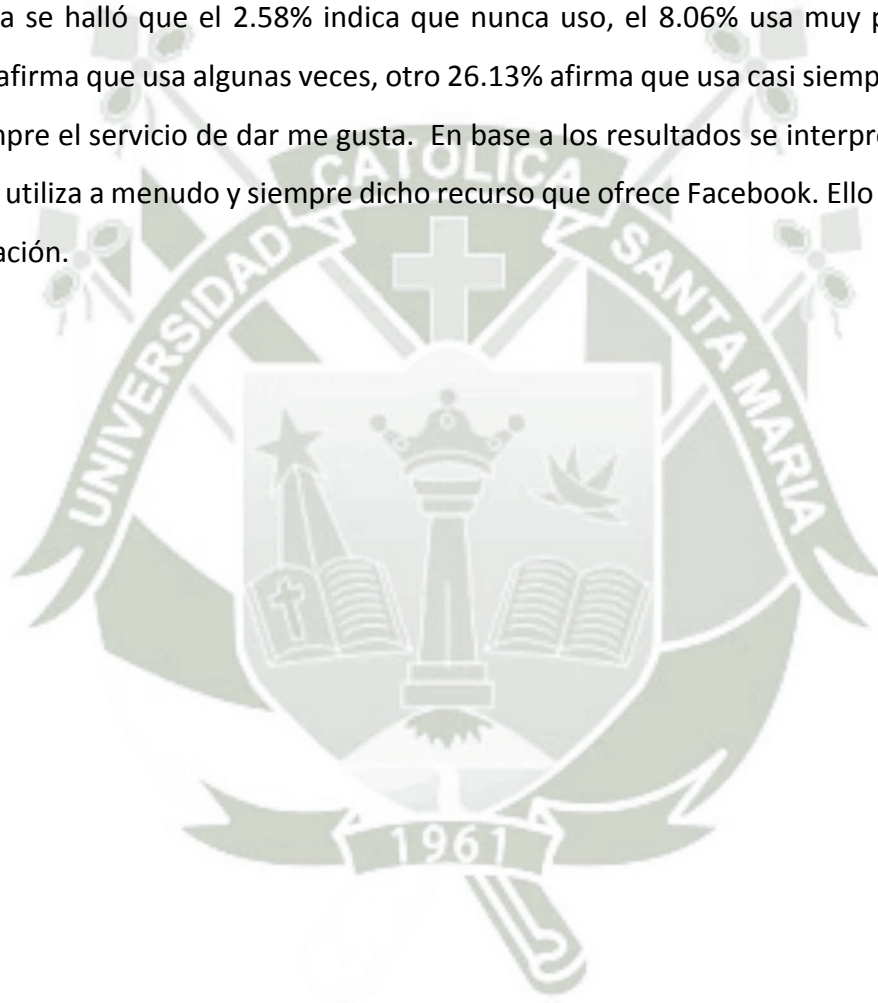 a se halló que el 2.58% indica que nunca uso, el 8.06% usa muy p
afirma que usa algunas veces, otro 26.13% afirma que usa casi siemp
pre el servicio de dar me gusta. En base a los resultados se interpre
utiliza a menudo y siempre dicho recurso que ofrece Facebook. Ello
ación.
UNIVERSIDAD CATOLICA SANTA MARIA
1961